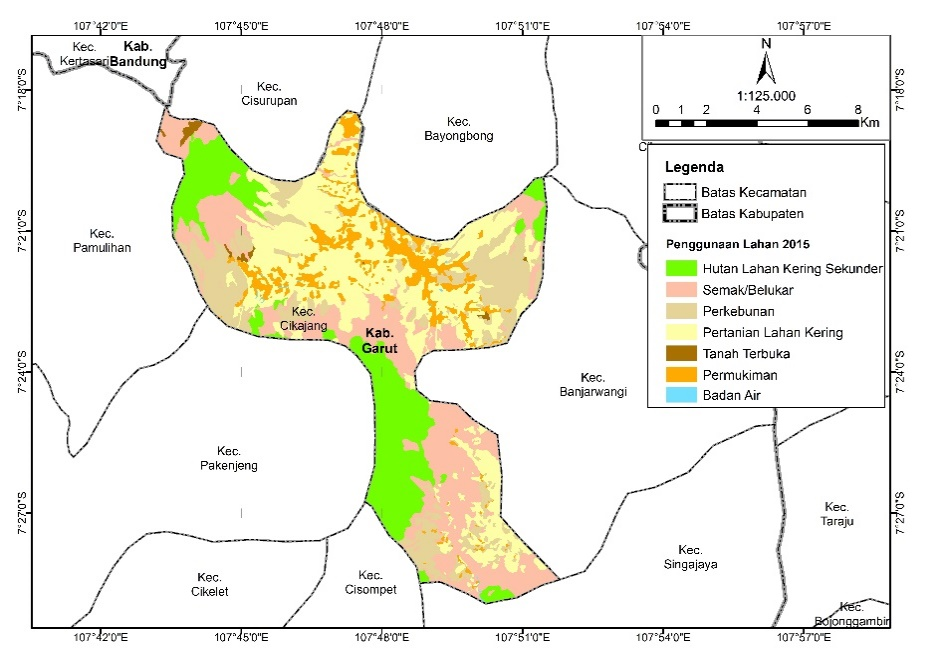 107°42'0"E 107°45'0"E 107°48'0"E 107°51'0"E 107°54'0"E 107°57'0"E
Kec.
Kertasari
Kab.
Bandung
Kec.
Cisurupan
Kec.
Bayongbong
N
1:125.000
0 1 2 4 6 8
Km
7°18'0"S
7°18'0"S
Legenda
Batas Kecamatan
Batas Kabupaten
Penggunaan Lahan 2015
Hutan Lahan Kering Sekunder
Semak/Belukar
Perkebunan
Pertanian Lahan Kering
Tanah Terbuka
Permukiman
Badan Air
Kec.
Pamulihan
7°21'0"S
7°21'0"S
Kec.
Cikajang
Kab.
Garut
7°24'0"S
7°24'0"S
Kec.
Banjarwangi
Kec.
Pakenjeng
7°27'0"S
7°27'0"S
Kec.
Taraju
Kec.
Singajaya
Kec.
Cikelet
Kec.
Cisompet
Kec.
Bojonggambir
107°42'0"E 107°45'0"E 107°48'0"E 107°51'0"E 107°54'0"E 107°57'0"E